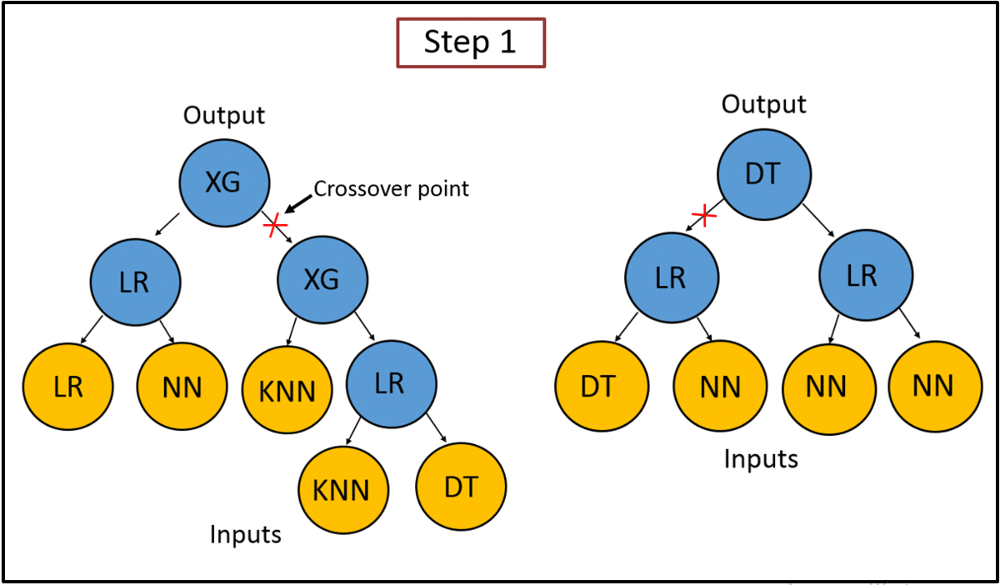 Step 1
Output
XG
Crossover point
LR
XG
LR
NN
KNN
LR
KNN
DT
Inputs
Output
DT
LR
LR
DT
NN
NN
NN
Inputs